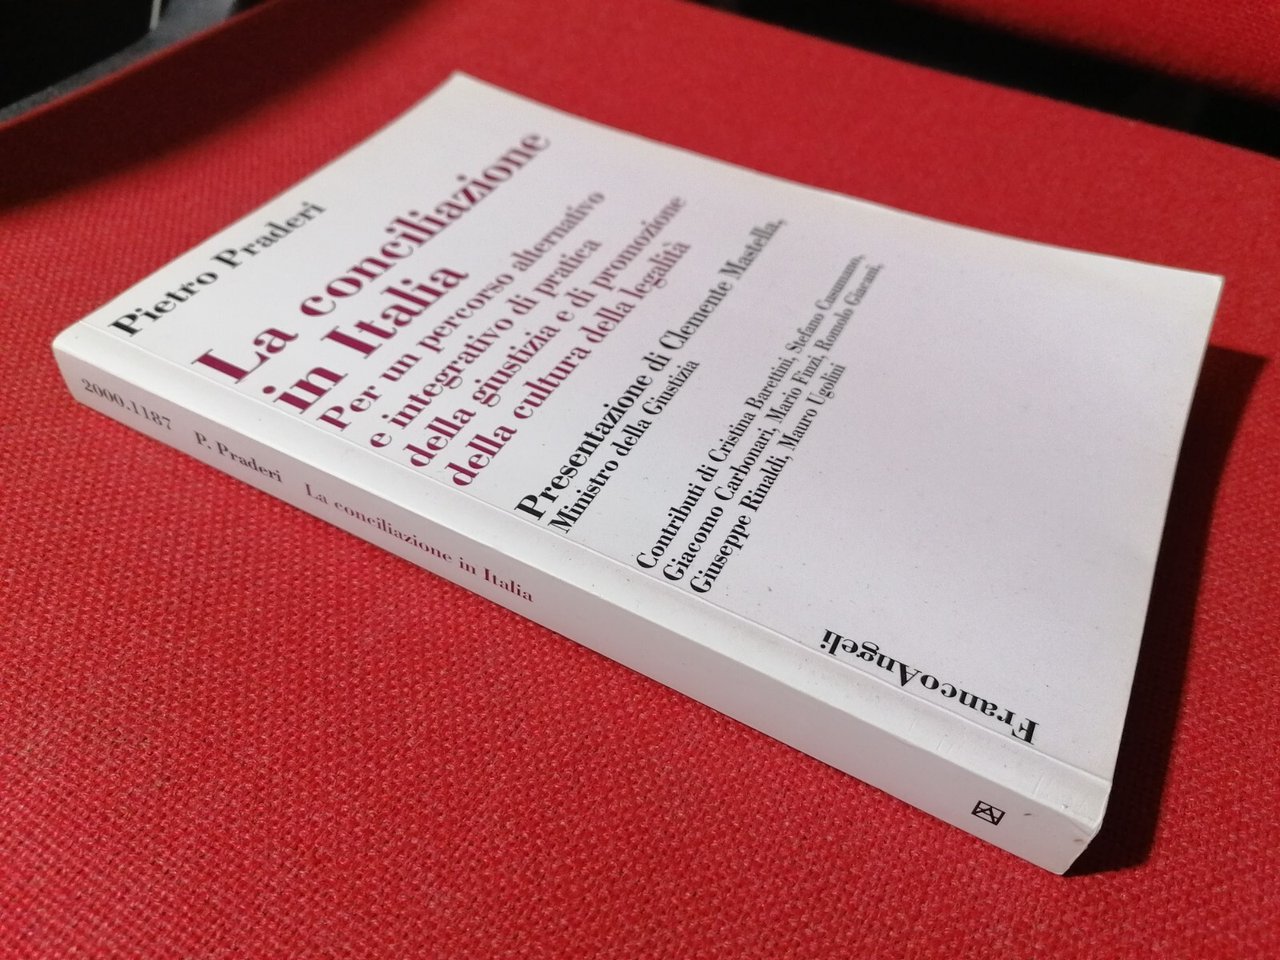 Pietro Praderi
La conciliazione
in Italia
Per un percorso alternativo
e integrativo di pratica
della giustizia e di promozione
della cultura della legalità
Presentazione di Clemente Mastella,
Ministro della Giustizia
Contributi di Cristina Barettini, Stefano Cusumano,
Giacomo Carbonari, Mario Finzi, Romolo Giacani,
Giuseppe Rinaldi, Mauro Ugolini
FrancoAngeli
2000.1187 P. Praderi La conciliazione in Italia